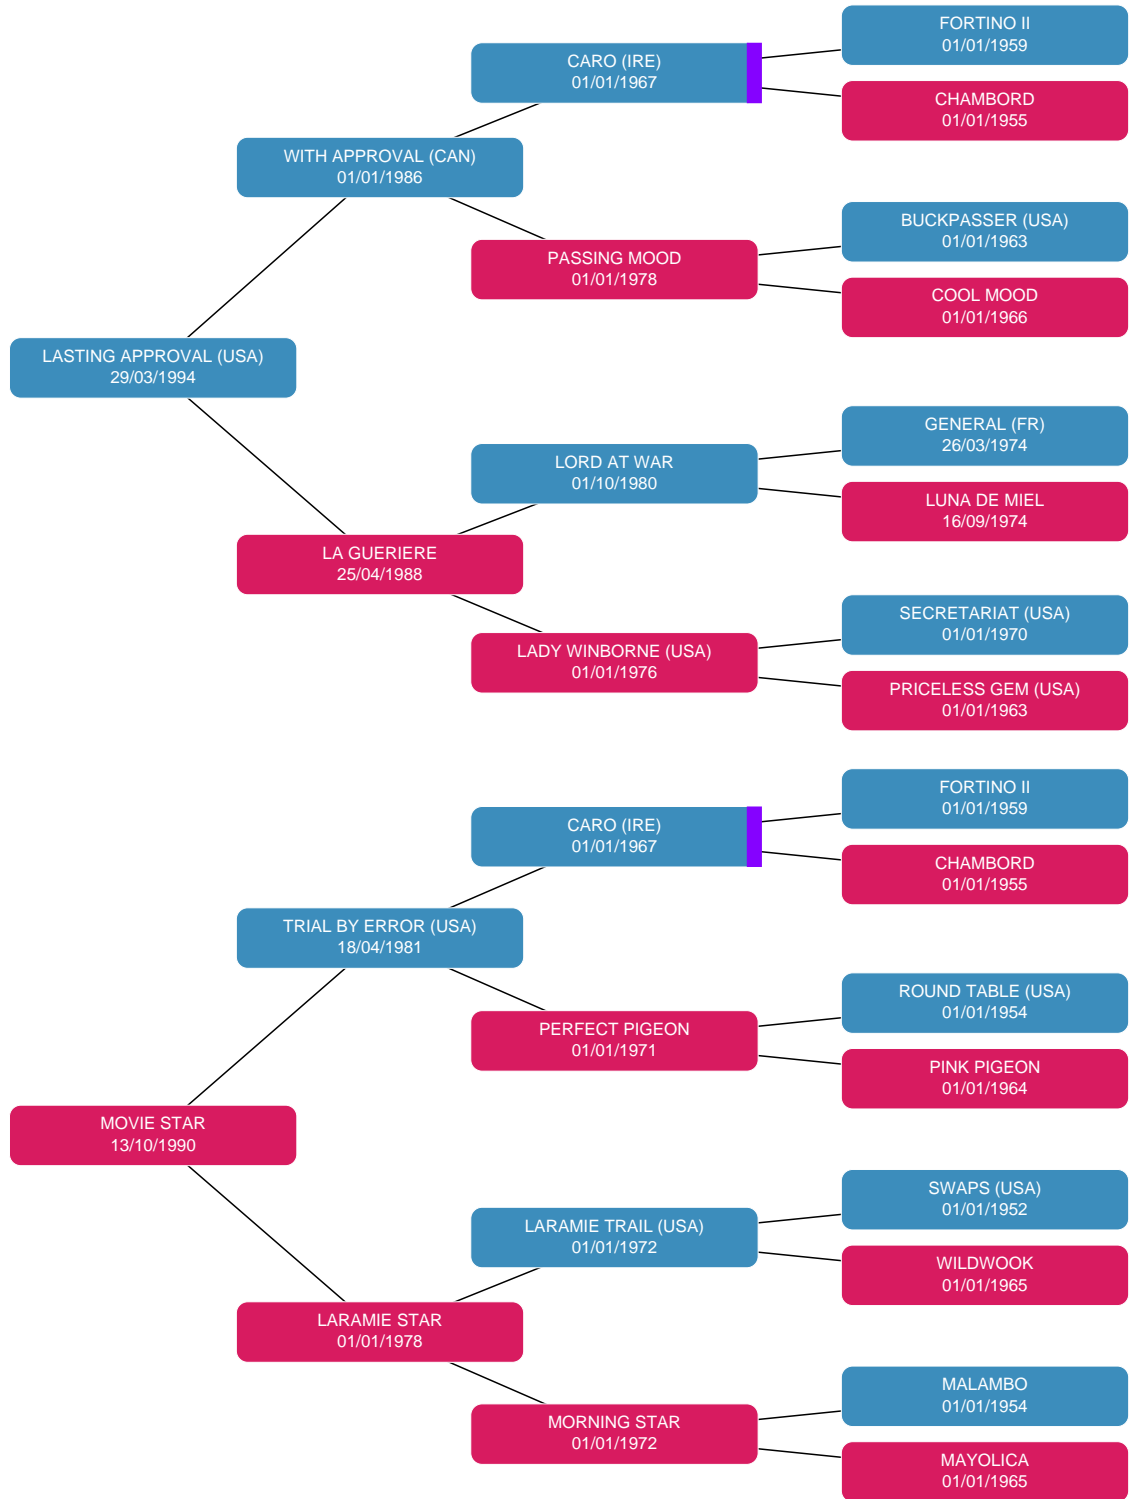 FORTINO II
01/01/1959
CARO (IRE)
01/01/1967
CHAMBORD
01/01/1955
WITH APPROVAL (CAN)
01/01/1986
BUCKPASSER (USA)
01/01/1963
PASSING MOOD
01/01/1978
COOL MOOD
01/01/1966
LASTING APPROVAL (USA)
29/03/1994
GENERAL (FR)
26/03/1974
LORD AT WAR
01/10/1980
LUNA DE MIEL
16/09/1974
LA GUERIERE
25/04/1988
SECRETARIAT (USA)
01/01/1970
LADY WINBORNE (USA)
01/01/1976
PRICELESS GEM (USA)
01/01/1963
FORTINO II
01/01/1959
CARO (IRE)
01/01/1967
CHAMBORD
01/01/1955
TRIAL BY ERROR (USA)
18/04/1981
ROUND TABLE (USA)
01/01/1954
PERFECT PIGEON
01/01/1971
PINK PIGEON
01/01/1964
MOVIE STAR
13/10/1990
SWAPS (USA)
01/01/1952
LARAMIE TRAIL (USA)
01/01/1972
WILDWOOK
01/01/1965
LARAMIE STAR
01/01/1978
MALAMBO
01/01/1954
MORNING STAR
01/01/1972
MAYOLICA
01/01/1965